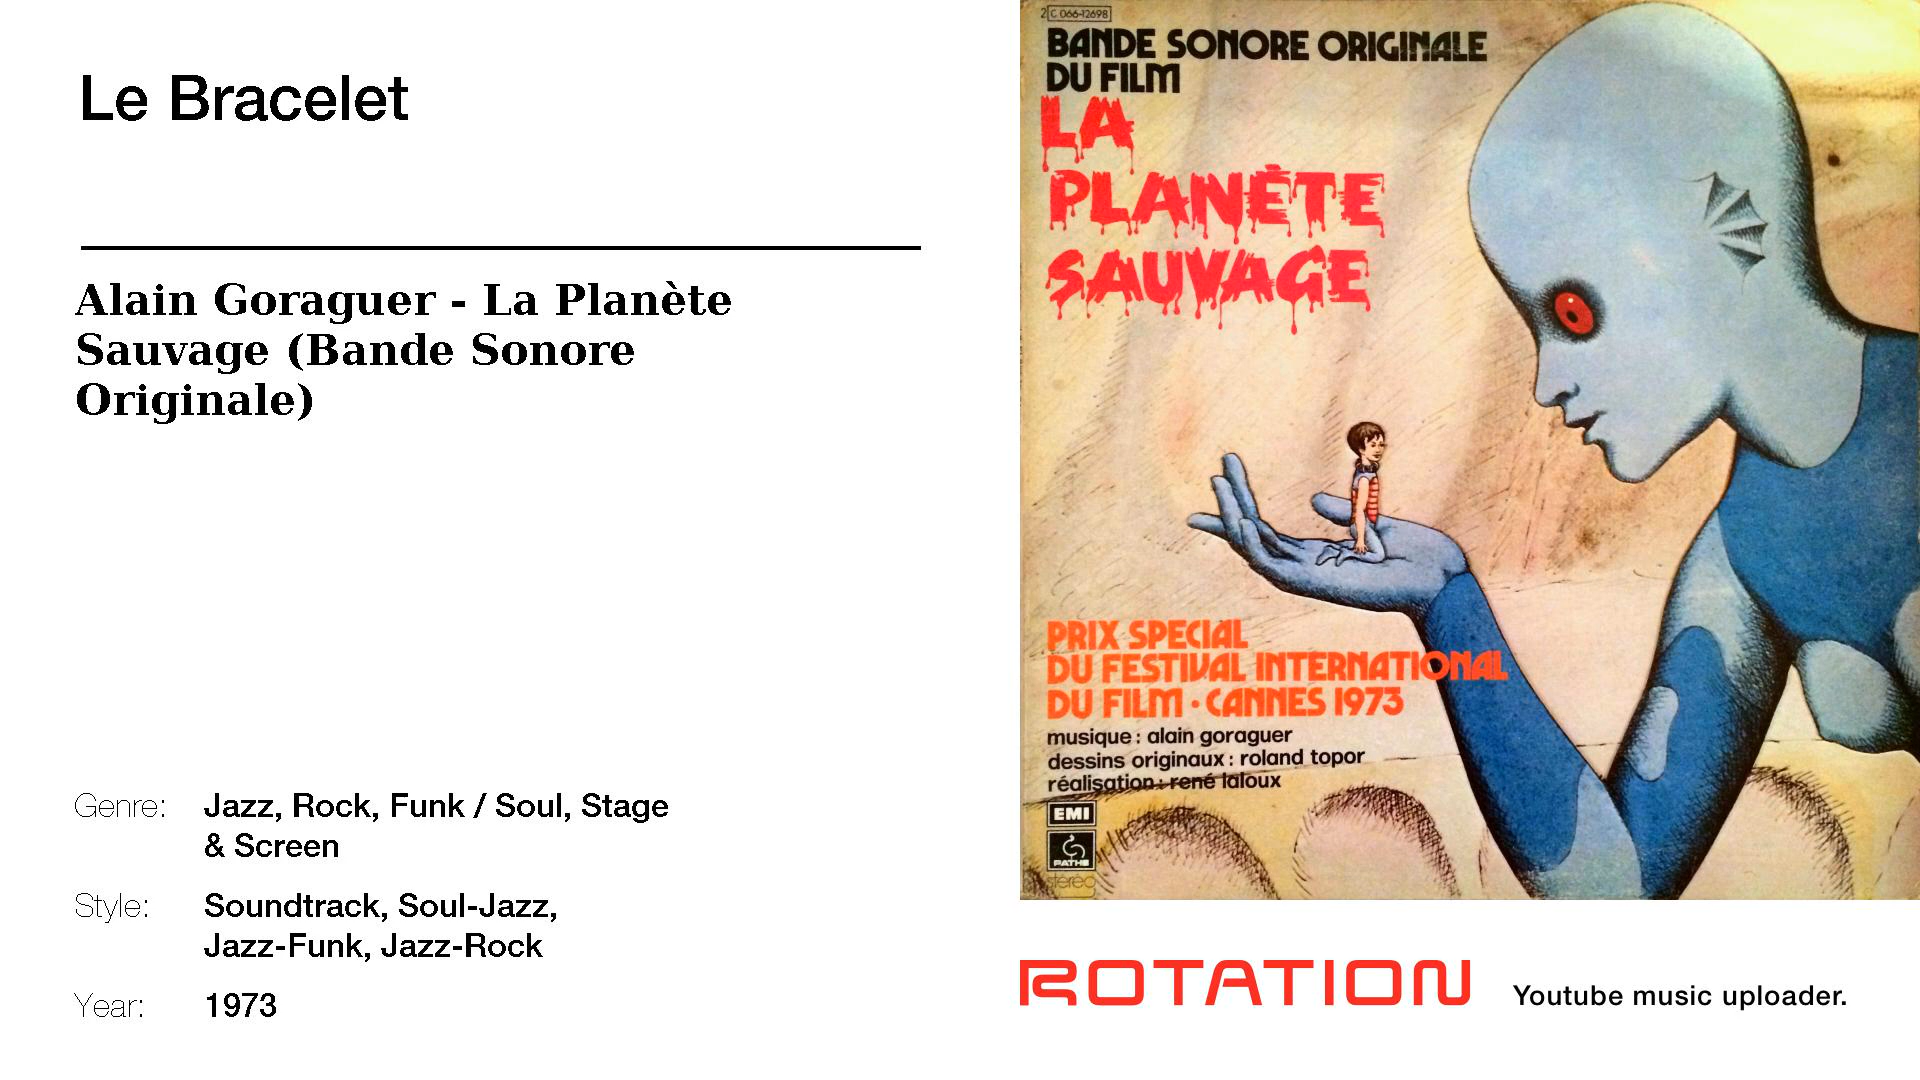 Le Bracelet
Alain Goraguer - La Planète
Sauvage (Bande Sonore
Originale)
Genre: Jazz, Rock, Funk / Soul, Stage
& Screen
Style: Soundtrack, Soul-Jazz,
Jazz-Funk, Jazz-Rock
Year: 1973
2 C 066-12698
BANDE SONORE ORIGINALE
DU FILM
LA
PLANÈTE
SAUVAGE
PRIX SPECIAL
DU FESTIVAL INTERNATIONAL
DU FILM · CANNES 1973
musique : alain goraguer
dessins originaux : roland topor
réalisation : rené laloux
EMI
PATHE
stereo
ROTATION
Youtube music uploader.